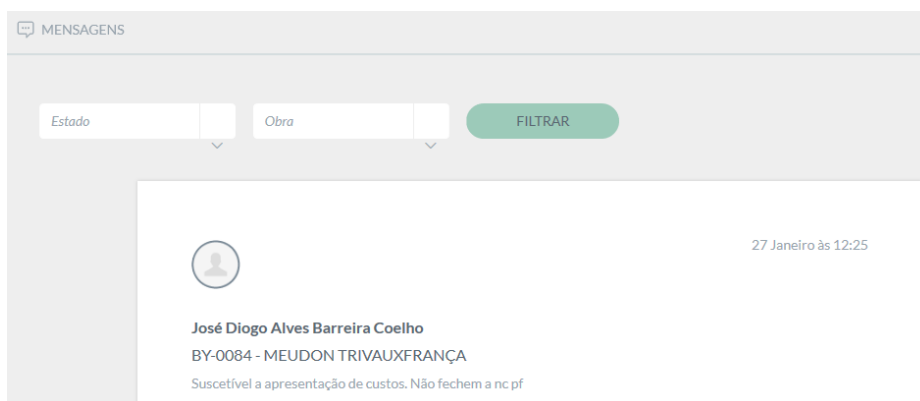 MENSAGENS
Estado
Obra
FILTRAR
27 Janeiro às 12:25
José Diogo Alves Barreira Coelho
BY-0084 - MEUDON TRIVAUXFRANÇA
Suscetível a apresentação de custos. Não fechem a nc pf